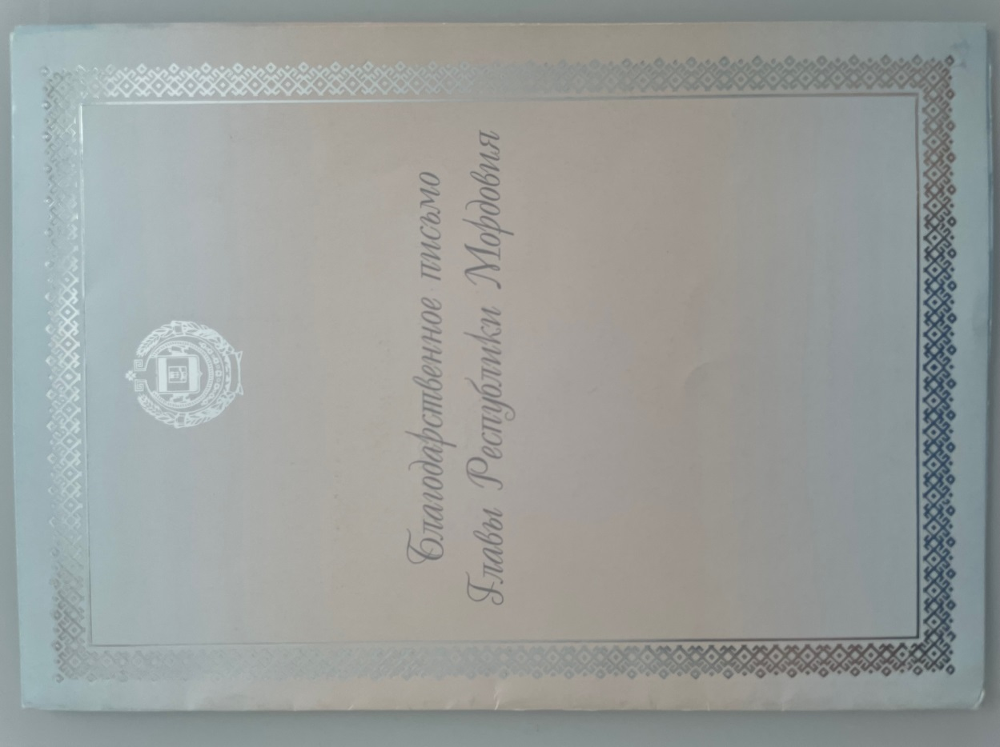 Благодарственное письмо
Главы Республики Мордовия